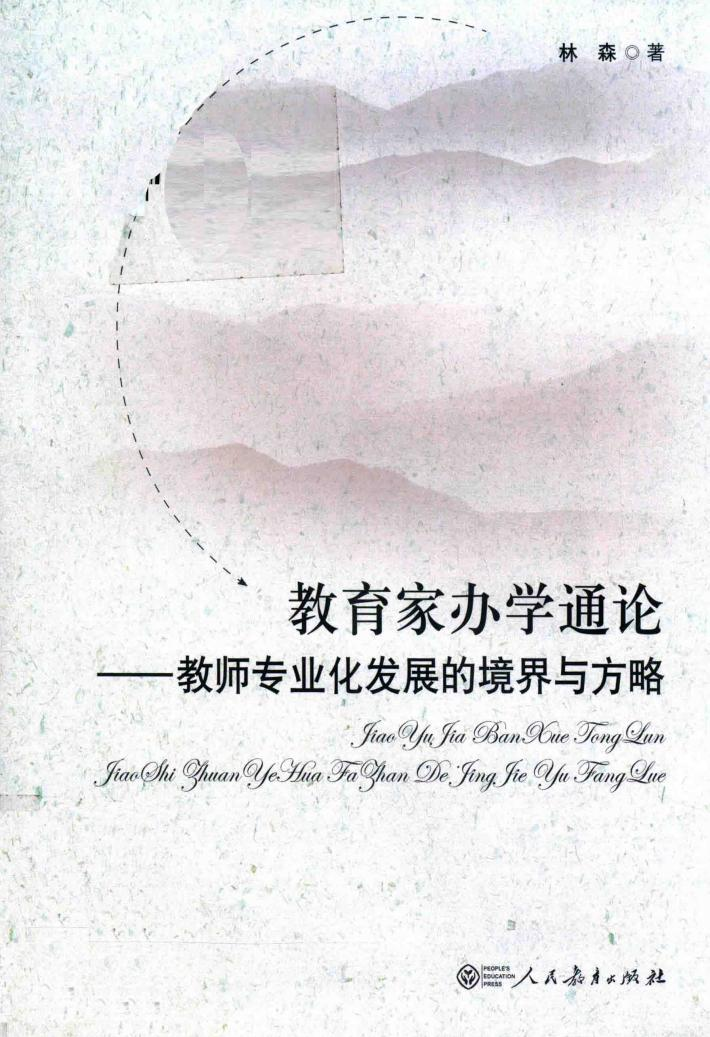 林 森◎著
教育家办学通论
——教师专业化发展的境界与方略
JiaoYuJia BanXue TongLun
JiaoShi ZhuanYeHua FaZhan De JingJie Yu FangLue
PEOPLE'S
EDUCATION
PRESS
人民教育出版社